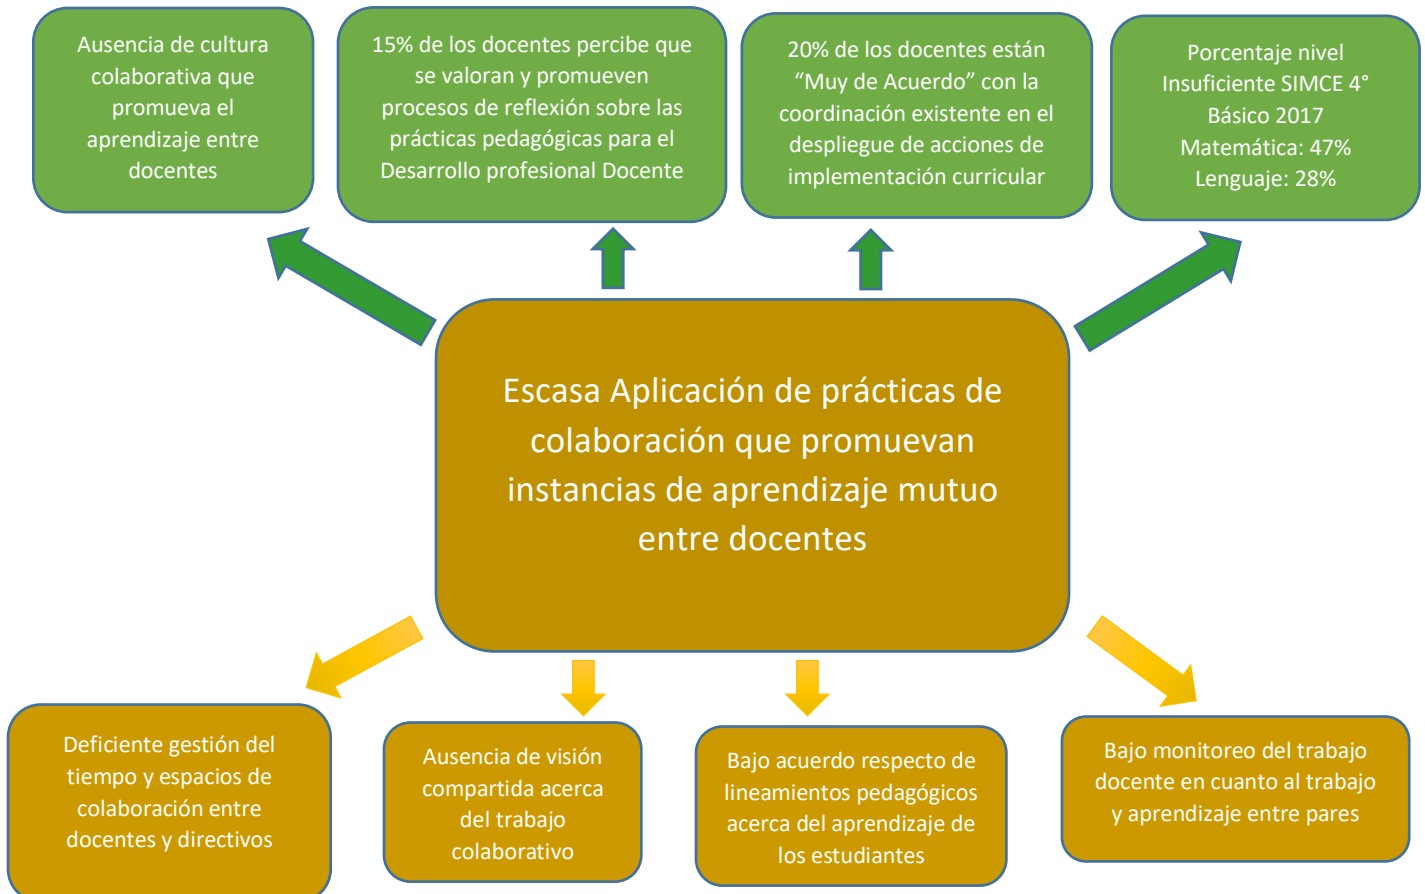 Ausencia de cultura
colaborativa que
promueva el
aprendizaje entre
docentes
15% de los docentes percibe que
se valoran y promueven
procesos de reflexión sobre las
prácticas pedagógicas para el
Desarrollo profesional Docente
20% de los docentes están
“Muy de Acuerdo” con la
coordinación existente en el
despliegue de acciones de
implementación curricular
Porcentaje nivel
Insuficiente SIMCE 4°
Básico 2017
Matemática: 47%
Lenguaje: 28%
Escasa Aplicación de prácticas de
colaboración que promuevan
instancias de aprendizaje mutuo
entre docentes
Deficiente gestión del
tiempo y espacios de
colaboración entre
docentes y directivos
Ausencia de visión
compartida acerca
del trabajo
colaborativo
Bajo acuerdo respecto de
lineamientos pedagógicos
acerca del aprendizaje de
los estudiantes
Bajo monitoreo del trabajo
docente en cuanto al trabajo
y aprendizaje entre pares